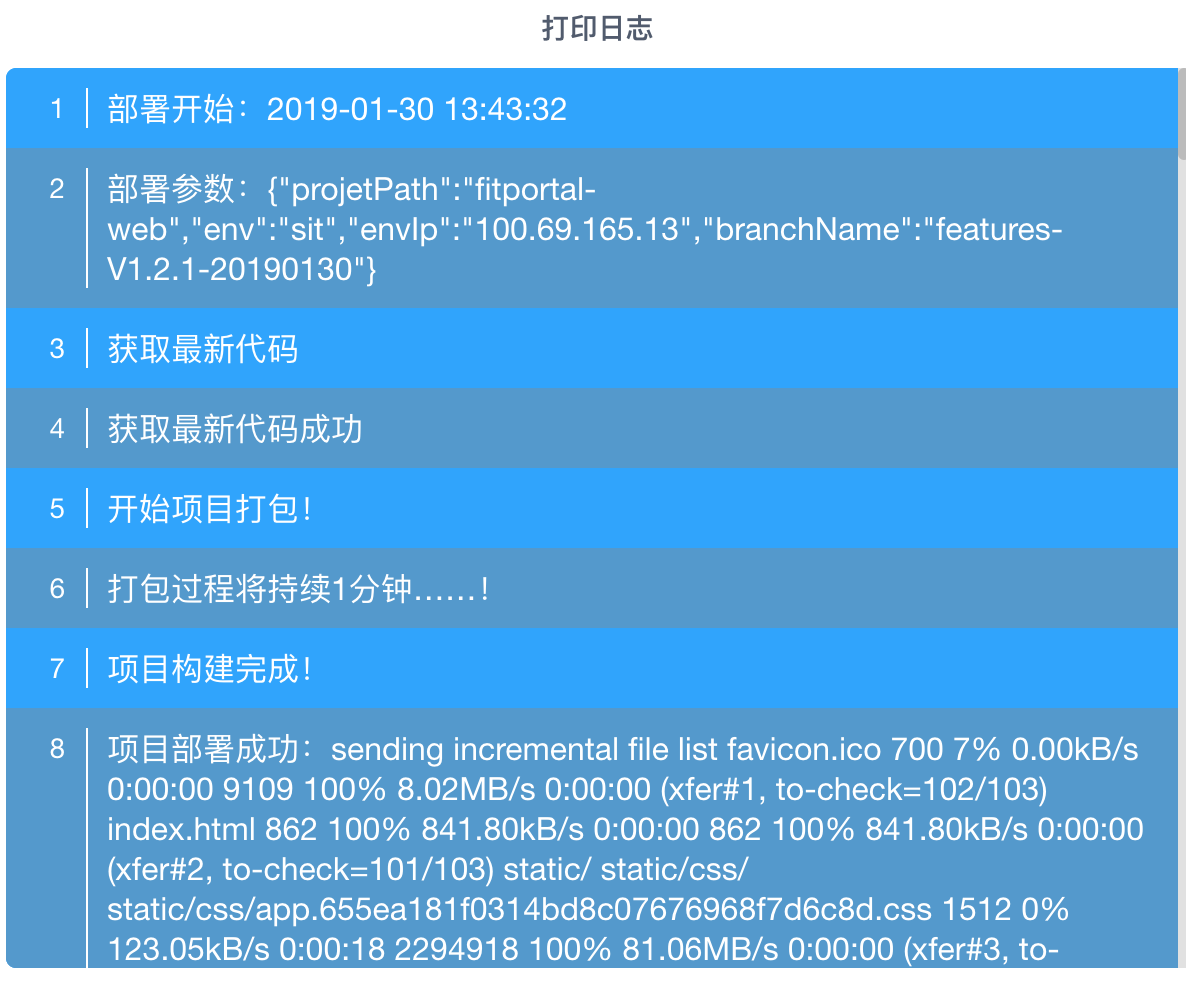 打印日志
1 部署开始：2019-01-30 13:43:32
2 部署参数：{"projetPath":"fitportal-
web","env":"sit","envIp":"100.69.165.13","branchName":"features-
V1.2.1-20190130"}
3 获取最新代码
4 获取最新代码成功
5 开始项目打包！
6 打包过程将持续1分钟……！
7 项目构建完成！
8 项目部署成功：sending incremental file list favicon.ico 700 7% 0.00kB/s
0:00:00 9109 100% 8.02MB/s 0:00:00 (xfer#1, to-check=102/103)
index.html 862 100% 841.80kB/s 0:00:00 862 100% 841.80kB/s 0:00:00
(xfer#2, to-check=101/103) static/ static/css/
static/css/app.655ea181f0314bd8c07676968f7d6c8d.css 1512 0%
123.05kB/s 0:00:18 2294918 100% 81.06MB/s 0:00:00 (xfer#3, to-